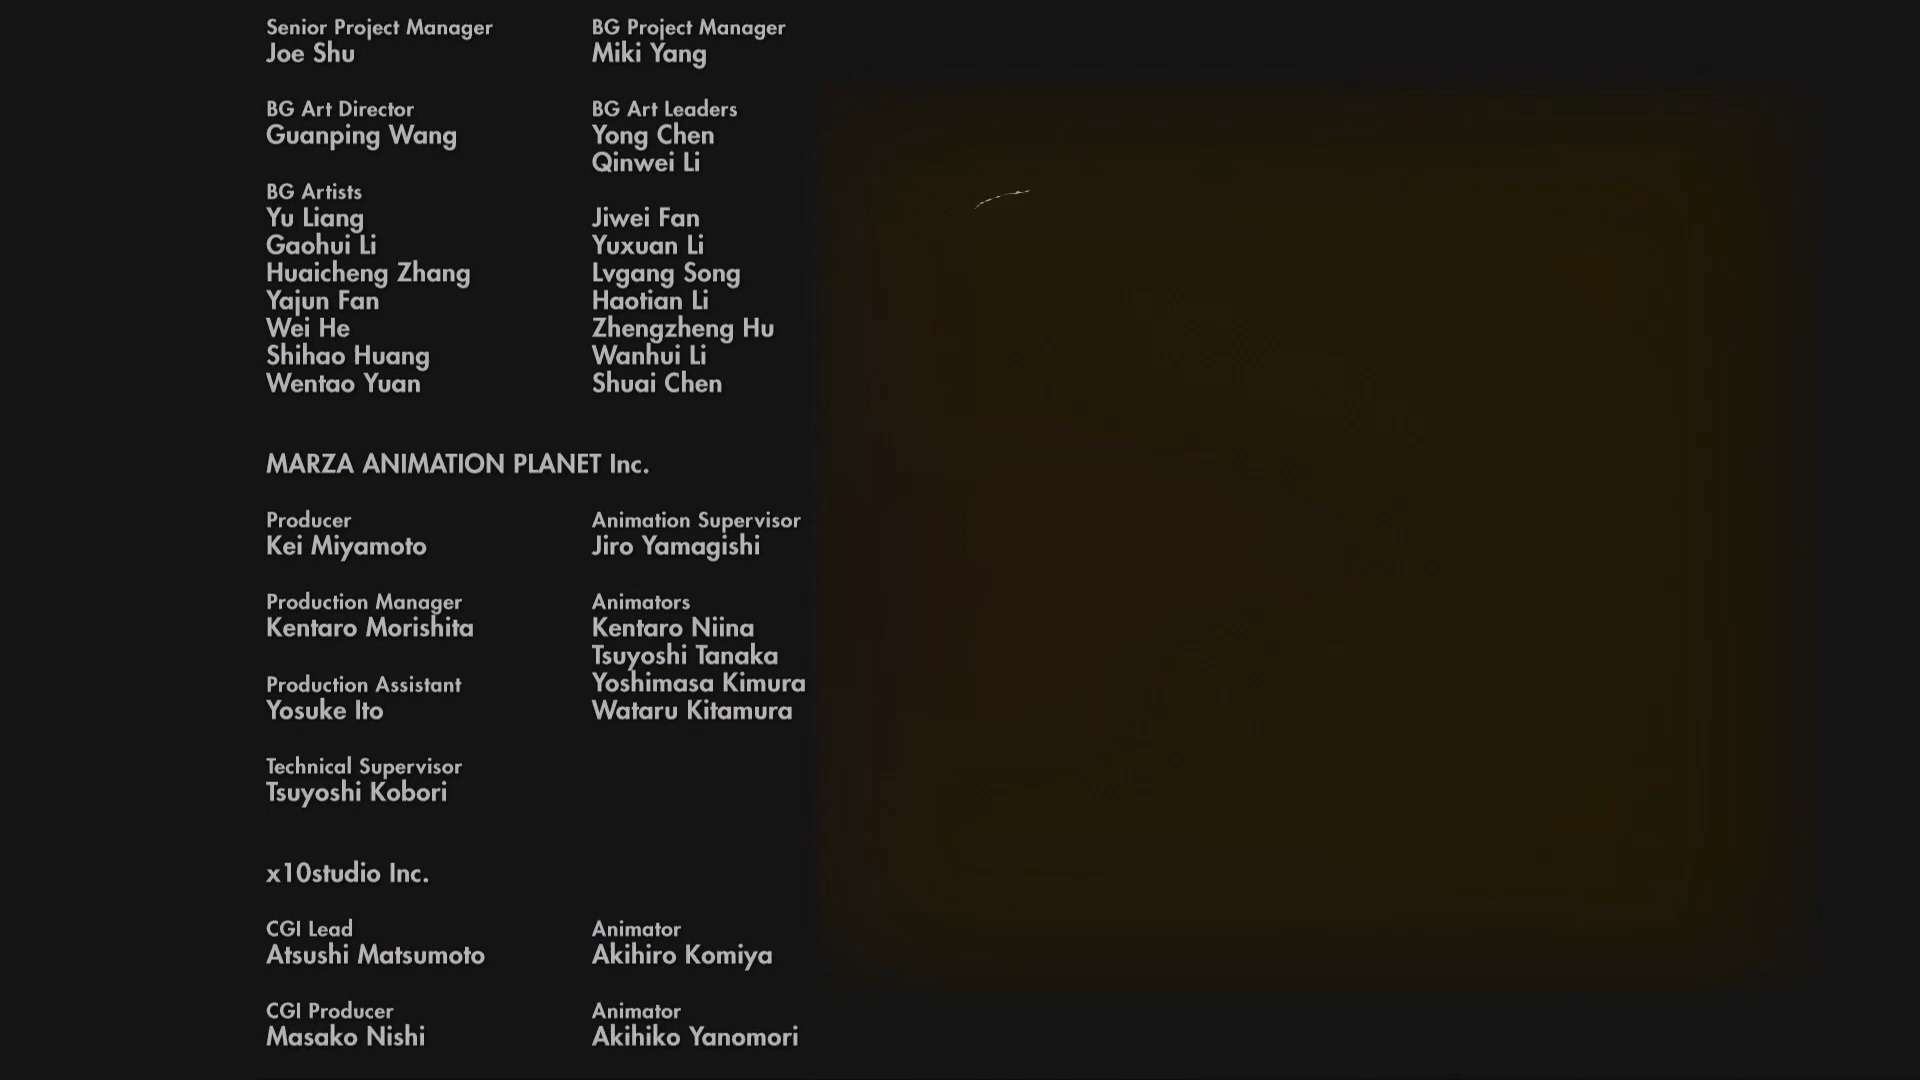 Senior Project Manager
Joe Shu
BG Project Manager
Miki Yang
BG Art Director
Guanping Wang
BG Art Leaders
Yong Chen
Qinwei Li
BG Artists
Yu Liang
Gaohui Li
Huaicheng Zhang
Yajun Fan
Wei He
Shihao Huang
Wentao Yuan
Jiwei Fan
Yuxuan Li
Lvgang Song
Haotian Li
Zhengzheng Hu
Wanhui Li
Shuai Chen
MARZA ANIMATION PLANET Inc.
Producer
Kei Miyamoto
Animation Supervisor
Jiro Yamagishi
Production Manager
Kentaro Morishita
Animators
Kentaro Niina
Tsuyoshi Tanaka
Yoshimasa Kimura
Wataru Kitamura
Production Assistant
Yosuke Ito
Technical Supervisor
Tsuyoshi Kobori
x10studio Inc.
CGI Lead
Atsushi Matsumoto
Animator
Akihiro Komiya
CGI Producer
Masako Nishi
Animator
Akihiko Yanomori